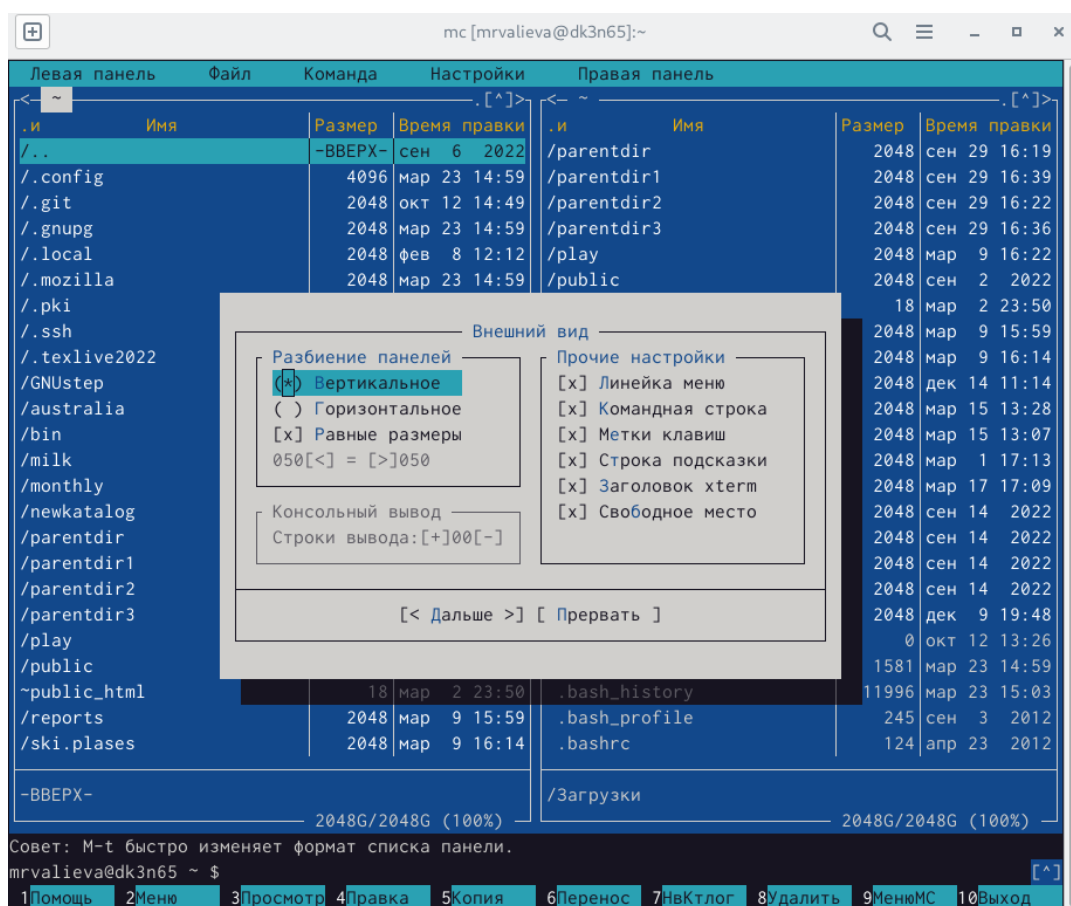 mc [mrvalieva@dk3n65]:~
Левая панель Файл Команда Настройки Правая панель
<— ~ .[^]> <— ~ .[^]>
.и Имя Размер Время правки .и Имя Размер Время правки
/.. -ВВЕРХ- сен 6 2022 /parentdir 2048 сен 29 16:19
/.config 4096 мар 23 14:59 /parentdir1 2048 сен 29 16:39
/.git 2048 окт 12 14:49 /parentdir2 2048 сен 29 16:22
/.gnupg 2048 мар 23 14:59 /parentdir3 2048 сен 29 16:36
/.local 2048 фев 8 12:12 /play 2048 мар 9 16:22
/.mozilla 2048 мар 23 14:59 /public 2048 сен 2 2022
/.pki 18 мар 2 23:50
/.ssh Внешний вид 2048 мар 9 15:59
/.texlive2022 Разбиение панелей Прочие настройки 2048 мар 9 16:14
/GNUstep (*) Вертикальное [x] Линейка меню 2048 дек 14 11:14
/australia ( ) Горизонтальное [x] Командная строка 2048 мар 15 13:28
/bin [x] Равные размеры [x] Метки клавиш 2048 мар 15 13:07
/milk 050[<] = [>]050 [x] Строка подсказки 2048 мар 1 17:13
/monthly [x] Заголовок xterm 2048 мар 17 17:09
/newkatalog Консольный вывод [x] Свободное место 2048 сен 14 2022
/parentdir Строки вывода:[+]00[-] 2048 сен 14 2022
/parentdir1 2048 сен 14 2022
/parentdir2 2048 сен 14 2022
/parentdir3 [< Дальше >] [ Прервать ] 2048 дек 9 19:48
/play 0 окт 12 13:26
/public 1581 мар 23 14:59
~public_html 18 мар 2 23:50 .bash_history 11996 мар 23 15:03
/reports 2048 мар 9 15:59 .bash_profile 245 сен 3 2012
/ski.plases 2048 мар 9 16:14 .bashrc 124 апр 23 2012
-ВВЕРХ- /Загрузки
2048G/2048G (100%) 2048G/2048G (100%)
Совет: M-t быстро изменяет формат списка панели.
mrvalieva@dk3n65 ~ $ [^]
1Помощь 2Меню 3Просмотр 4Правка 5Копия 6Перенос 7НвКтлог 8Удалить 9МенюМС 10Выход